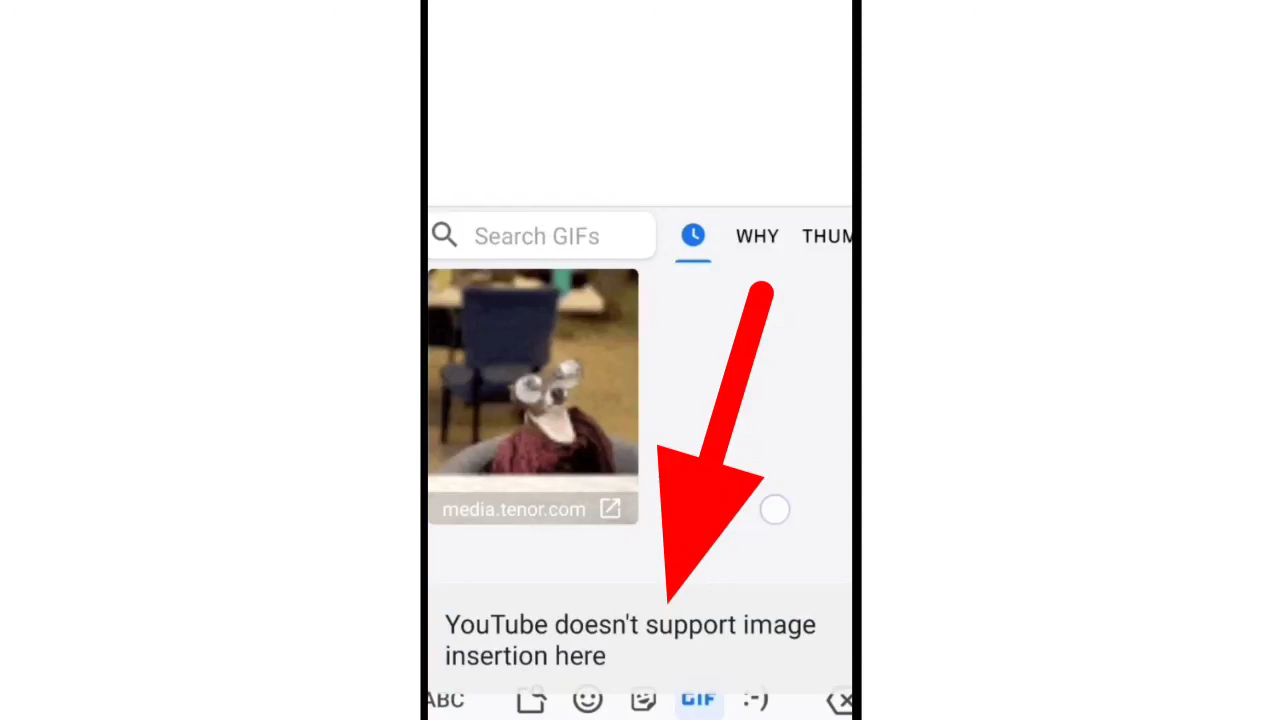 Search GIFs
WHY
THUM
media.tenor.com
YouTube doesn't support image
insertion here
ABC
GIF
:-)